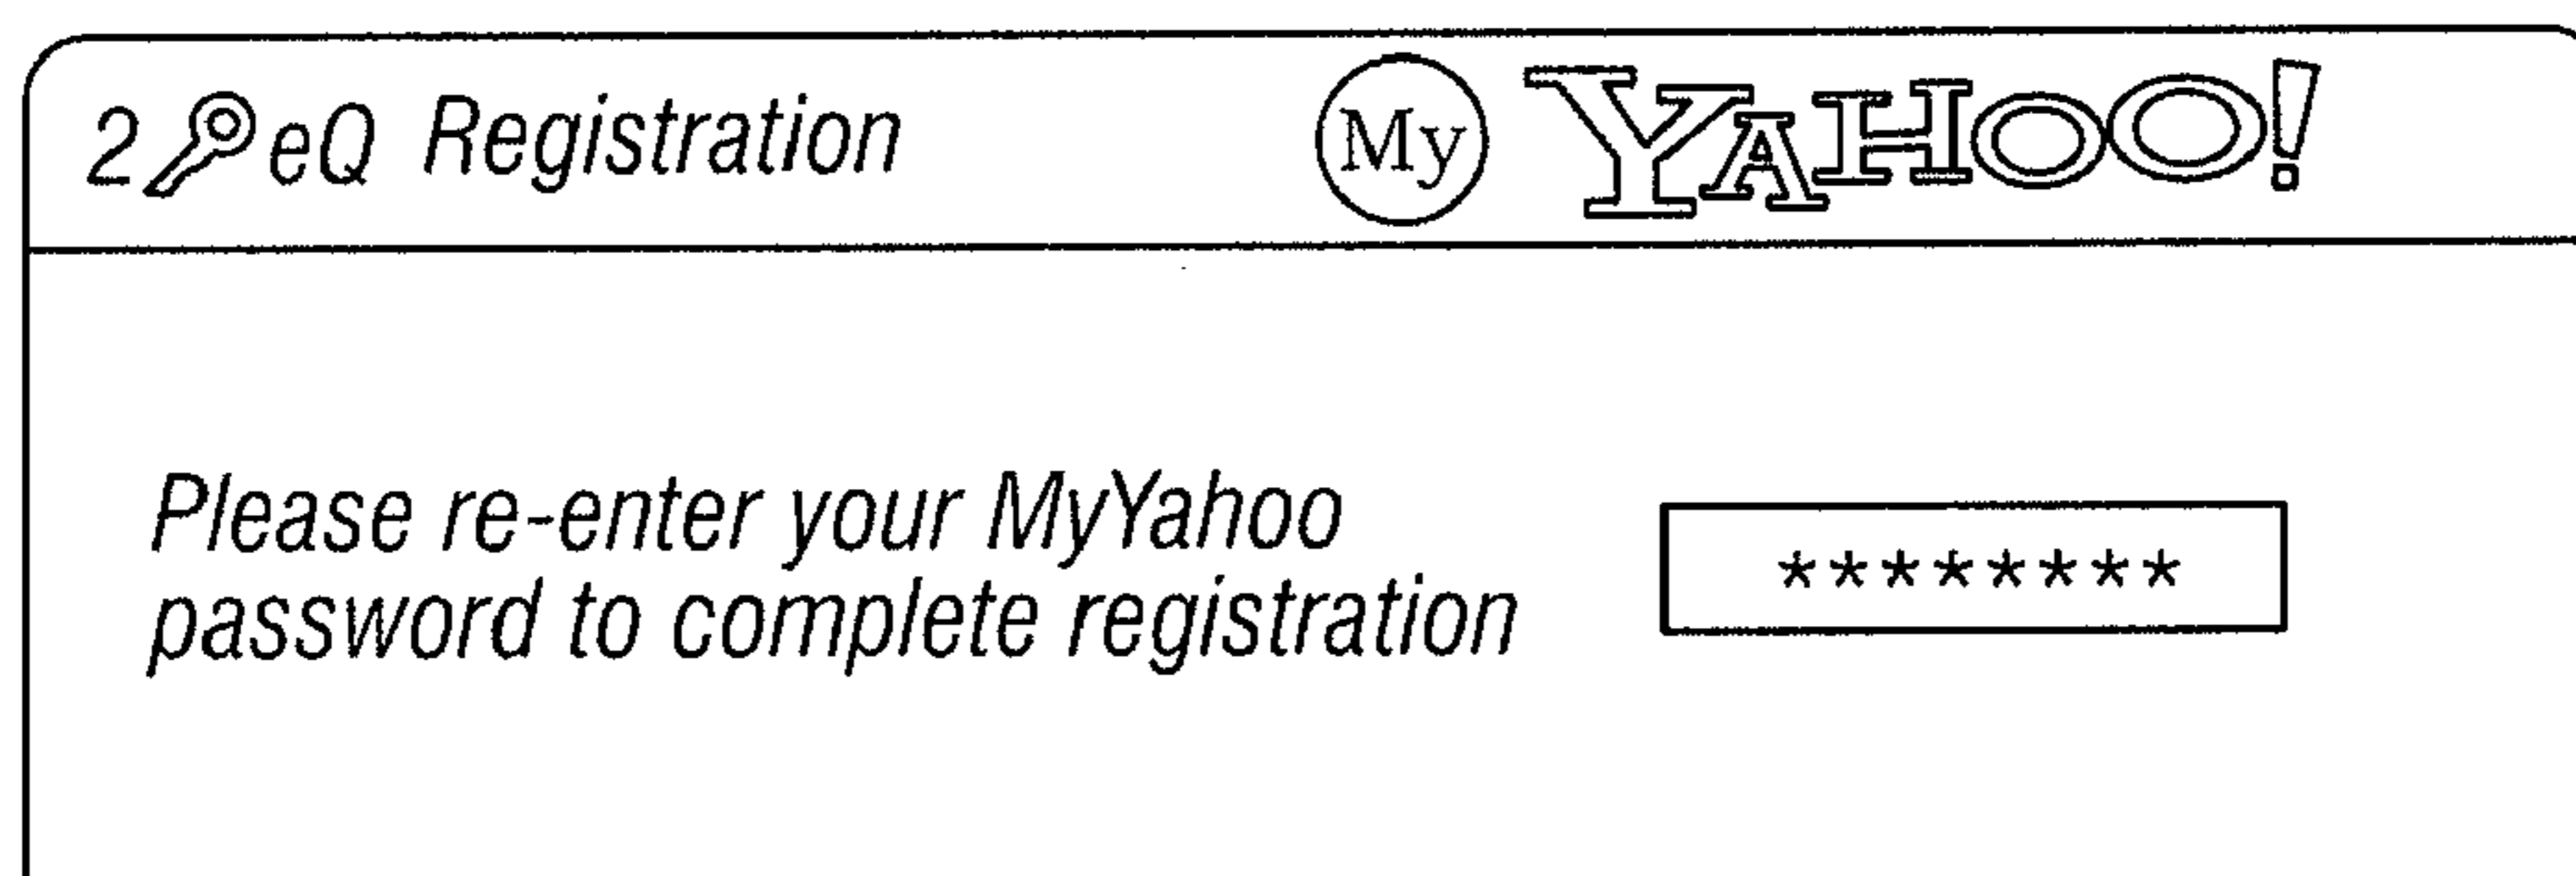 2 eQ Registration
My YAHOO!
Please re-enter your MyYahoo
password to complete registration
********